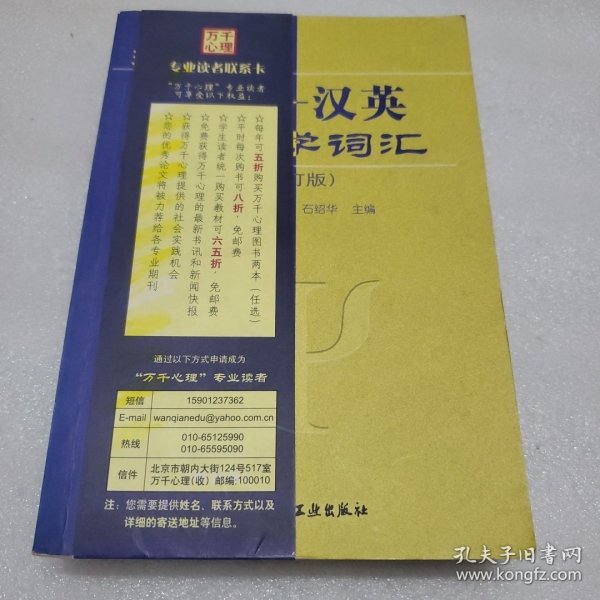 万千
心理
专业读者联系卡
“万千心理”专业读者
可享受以下权益：
☆每年可五折购买万千心理图书两本（任选）
☆平时每次购书可八折，免邮费
☆学生读者统一购买教材可六五折，免邮费
☆免费获得万千心理的最新书讯和新闻快报
☆获得万千心理提供的社会实践机会
☆您的优秀论文将被力荐给各专业期刊
通过以下方式申请成为
“万千心理”专业读者
短信 15901237362
E-mail wanqianedu@yahoo.com.cn
热线 010-65125990
010-65595090
信件 北京市朝内大街124号517室
万千心理(收) 邮编:100010
注：您需要提供姓名、联系方式以及
详细的寄送地址等信息。
汉英
学词汇
订版）
石绍华 主编
工业出版社
孔夫子旧书网
www.kongfz.com